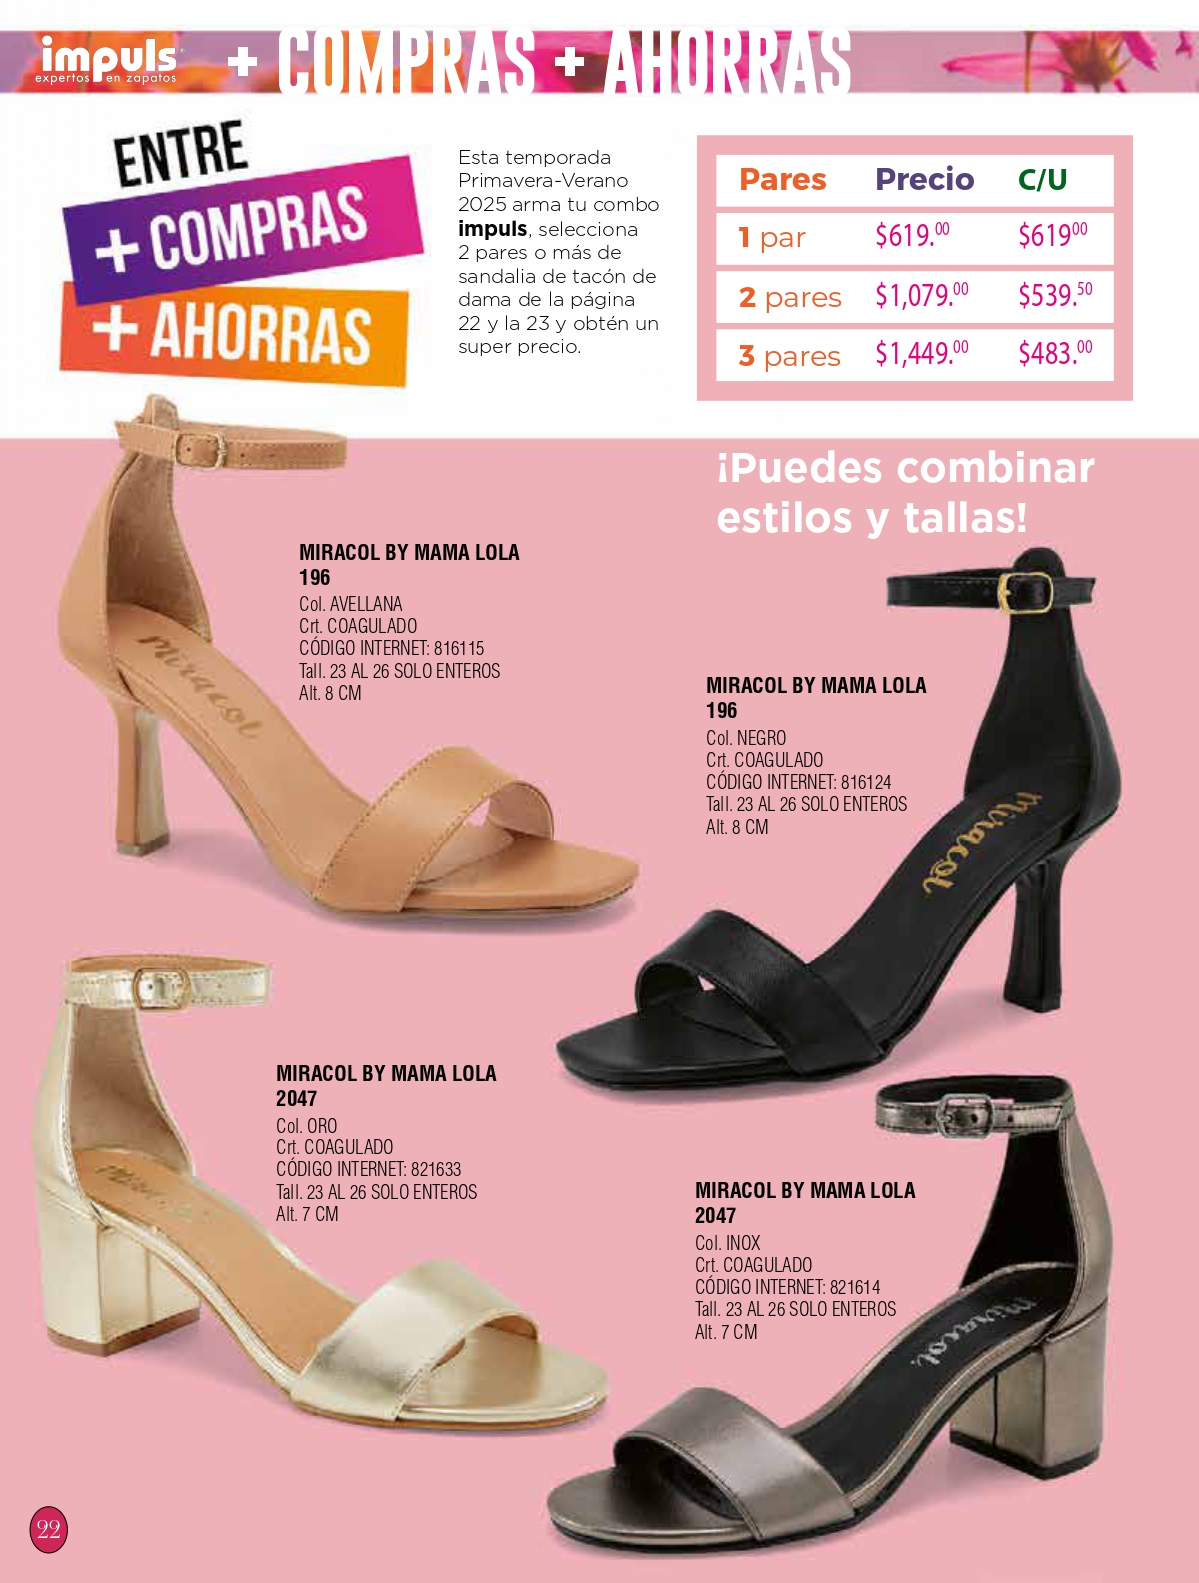 impuls
expertos en zapatos
+ COMPRAS + AHORRAS
ENTRE
+ COMPRAS
+ AHORRAS
Esta temporada
Primavera-Verano
2025 arma tu combo
impuls, selecciona
2 pares o más de
sandalia de tacón de
dama de la página
22 y la 23 y obtén un
super precio.
Pares Precio C/U
1 par $619.00 $61900
2 pares $1,079.00 $539.50
3 pares $1,449.00 $483.00
¡Puedes combinar
estilos y tallas!
MIRACOL BY MAMA LOLA
196
Col. AVELLANA
Crt. COAGULADO
CÓDIGO INTERNET: 816115
Tall. 23 AL 26 SOLO ENTEROS
Alt. 8 CM
miracol
MIRACOL BY MAMA LOLA
196
Col. NEGRO
Crt. COAGULADO
CÓDIGO INTERNET: 816124
Tall. 23 AL 26 SOLO ENTEROS
Alt. 8 CM
miracol
MIRACOL BY MAMA LOLA
2047
Col. ORO
Crt. COAGULADO
CÓDIGO INTERNET: 821633
Tall. 23 AL 26 SOLO ENTEROS
Alt. 7 CM
MIRACOL BY MAMA LOLA
2047
Col. INOX
Crt. COAGULADO
CÓDIGO INTERNET: 821614
Tall. 23 AL 26 SOLO ENTEROS
Alt. 7 CM
miracol
22